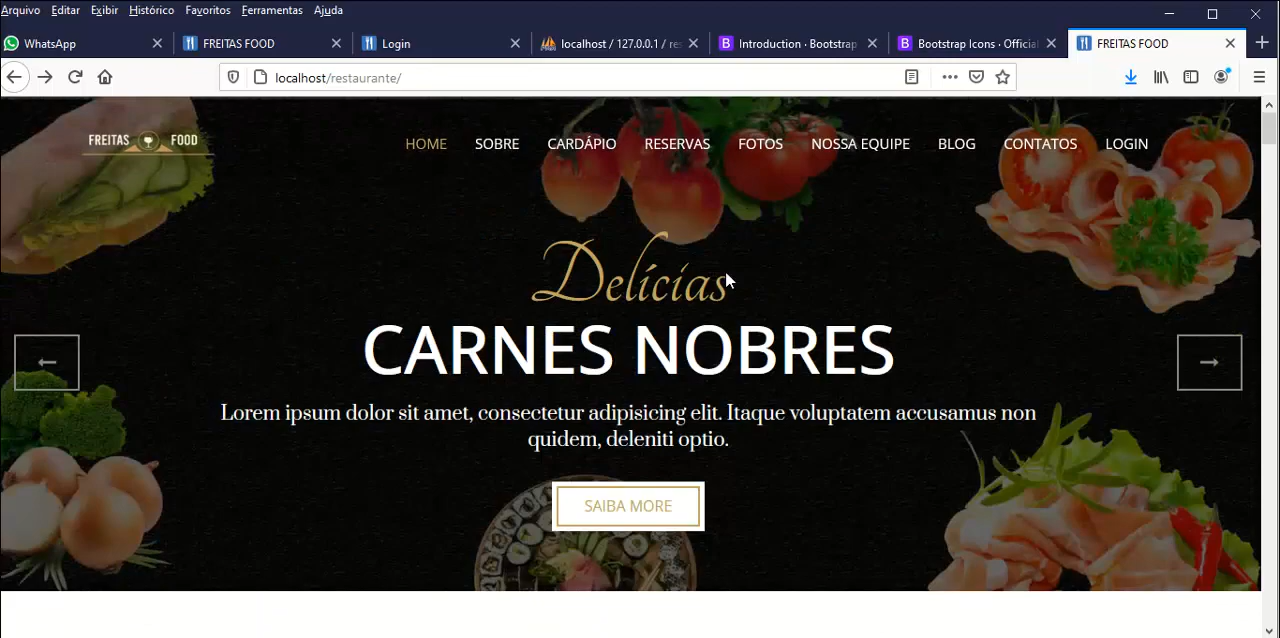 Arquivo Editar Exibir Histórico Favoritos Ferramentas Ajuda
WhatsApp FREITAS FOOD Login localhost / 127.0.0.1 / res Introduction · Bootstrap Bootstrap Icons · Official FREITAS FOOD
localhost/restaurante/
FREITAS FOOD
HOME SOBRE CARDÁPIO RESERVAS FOTOS NOSSA EQUIPE BLOG CONTATOS LOGIN
Delícias
CARNES NOBRES
Lorem ipsum dolor sit amet, consectetur adipisicing elit. Itaque voluptatem accusamus non
quidem, deleniti optio.
SAIBA MORE